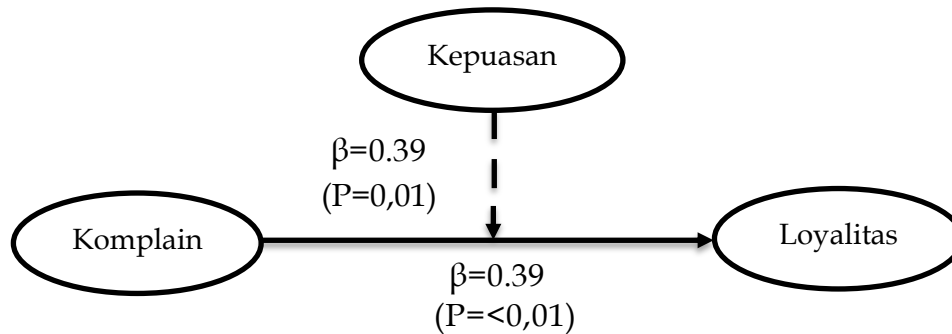 Kepuasan
β=0.39
(P=0,01)
Komplain
Loyalitas
β=0.39
(P=<0,01)